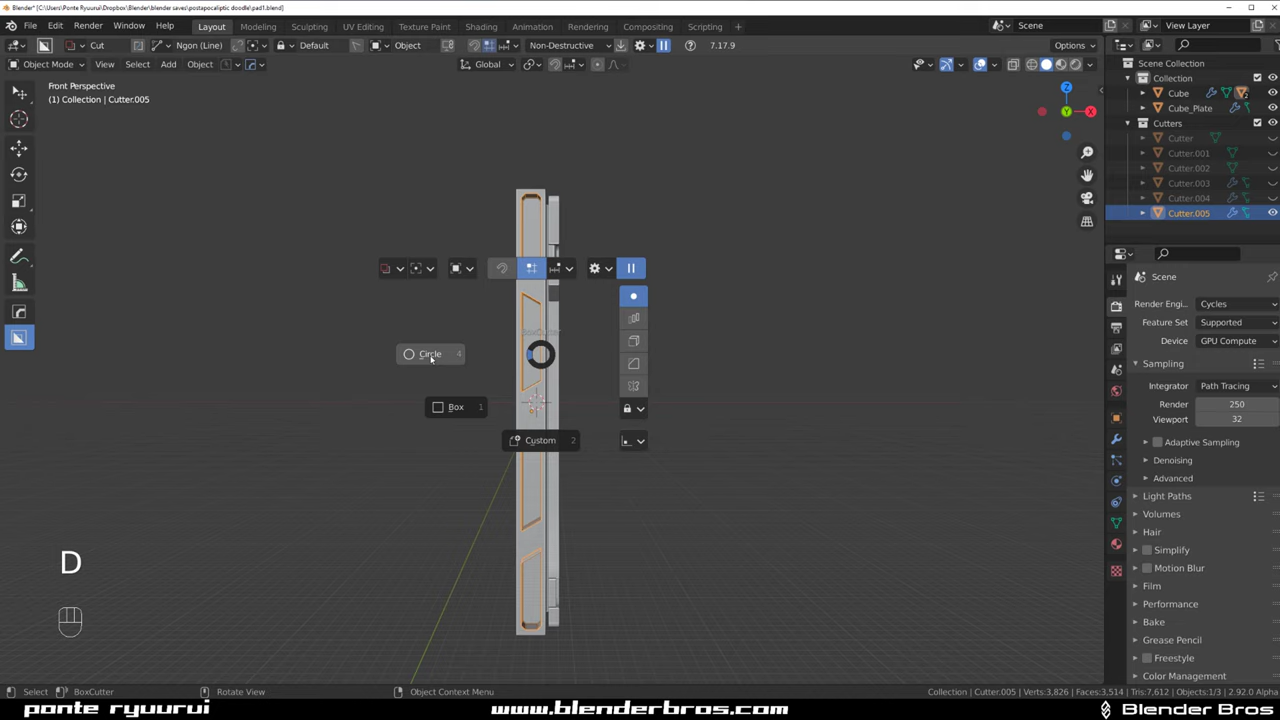 Blender* [C:\Users\Ponte Ryuurui\Dropbox\Blender\blender saves\postapocaliptic doodle\pad1.blend]
File Edit Render Window Help Layout Modeling Sculpting UV Editing Texture Paint Shading Animation Rendering Compositing Scripting Scene View Layer
Cut Ngon (Line) Default Object Non-Destructive 7.17.9 Options
Object Mode View Select Add Object Global
Front Perspective
(1) Collection | Cutter.005
Z
Y
X
Circle 4
Box 1
Custom 2
D
Scene Collection
Collection
Cube
2
Cube_Plate
Cutters
Cutter
Cutter.001
Cutter.002
Cutter.003
Cutter.004
Cutter.005
Scene
Render Engi... Cycles
Feature Set Supported
Device GPU Compute
Sampling
Integrator Path Tracing
Render 250
Viewport 32
Adaptive Sampling
Denoising
Advanced
Light Paths
Volumes
Hair
Simplify
Motion Blur
Film
Performance
Bake
Grease Pencil
Freestyle
Color Management
Select BoxCutter Rotate View Object Context Menu Collection | Cutter.005 | Verts:3,826 | Faces:3,514 | Tris:7,612 | Objects:1/3 | 2.92.0 Alpha
ponte ryuurui www.blenderbros.com Blender Bros